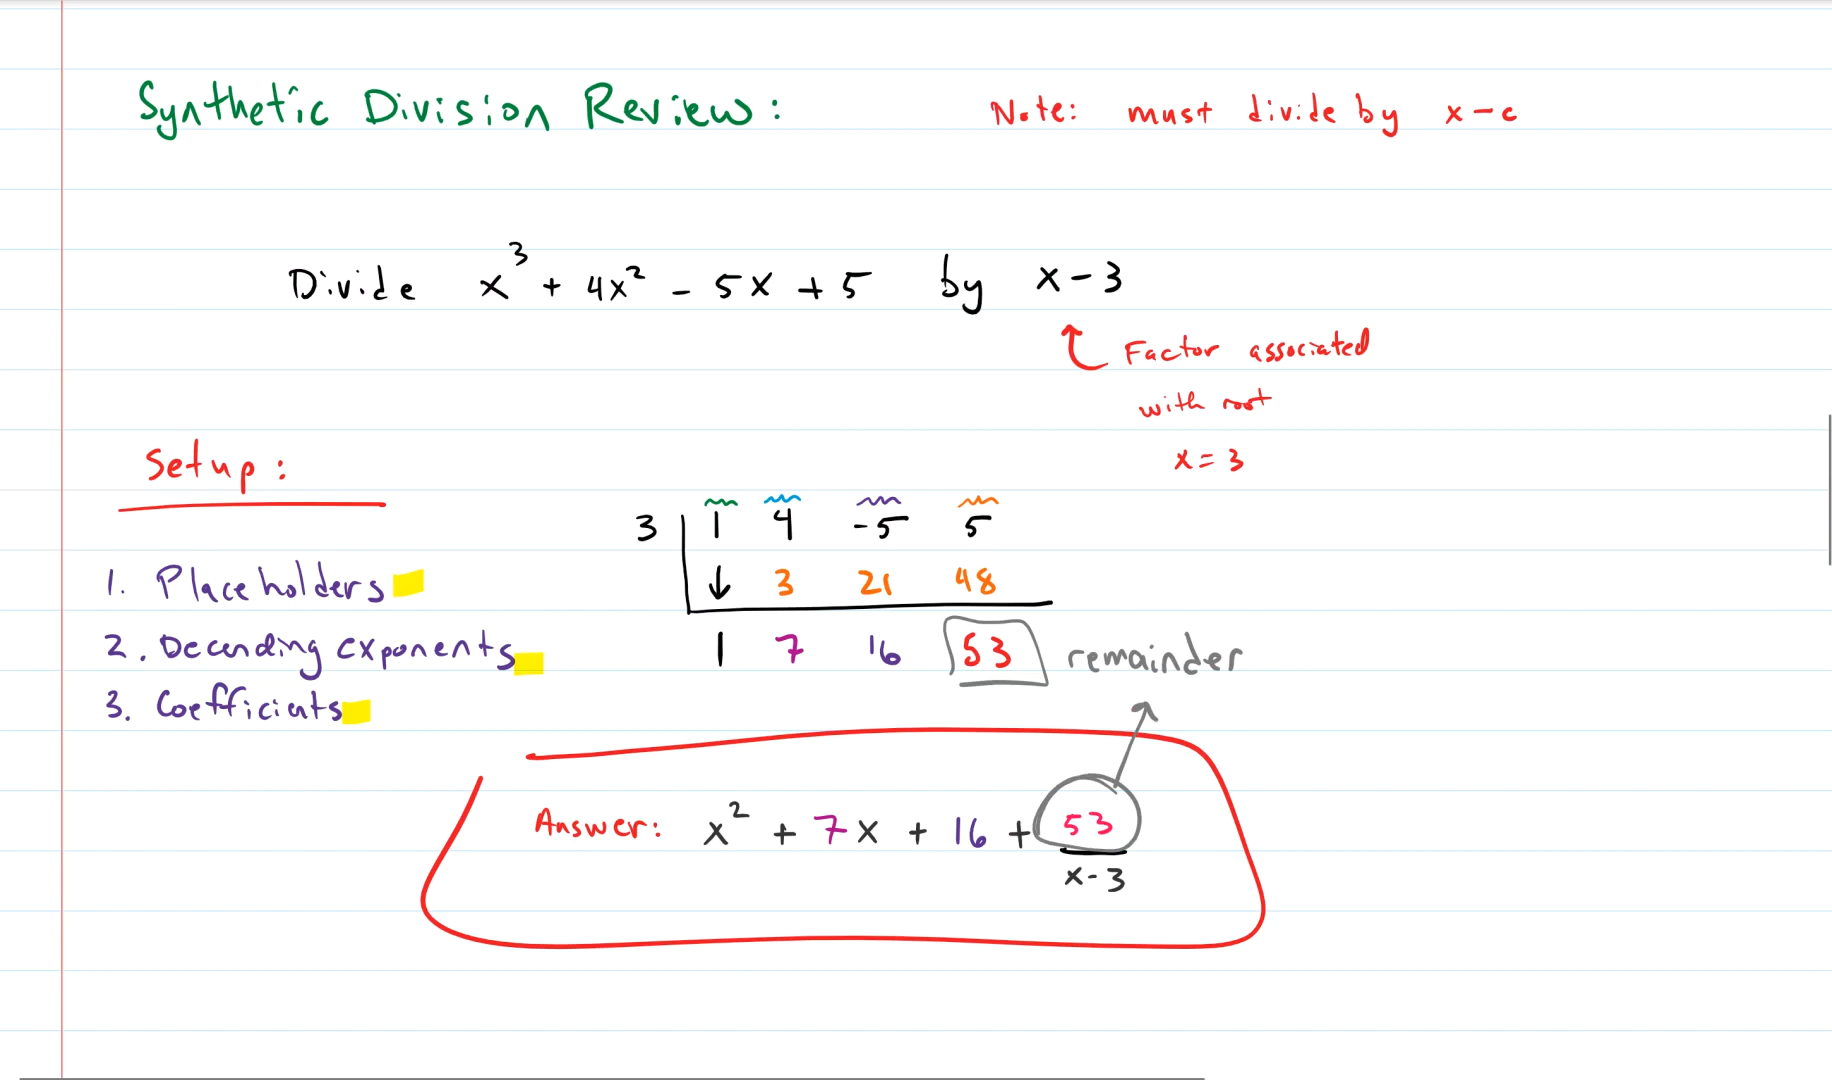 Synthetic Division Review:
Note: must divide by x-c
Divide x³ + 4x² - 5x + 5 by x-3
Factor associated
with root
x = 3
Setup:
3 | 1 4 -5 5
1. Placeholders
↓ 3 21 48
2. Decending exponents
1 7 16 53 remainder
3. Coefficients
Answer: x² + 7x + 16 + 53
x-3